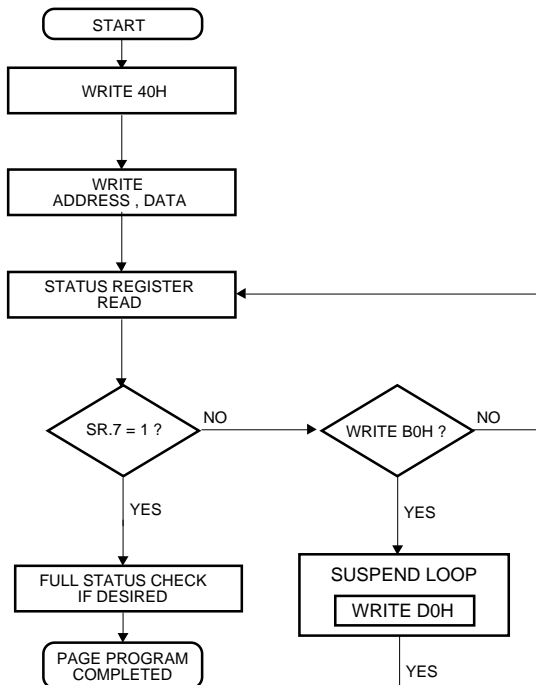 START
WRITE 40H
WRITE
ADDRESS , DATA
STATUS REGISTER
READ
SR.7 = 1 ?
NO
WRITE B0H ?
NO
YES
YES
FULL STATUS CHECK
IF DESIRED
SUSPEND LOOP
WRITE D0H
PAGE PROGRAM
COMPLETED
YES